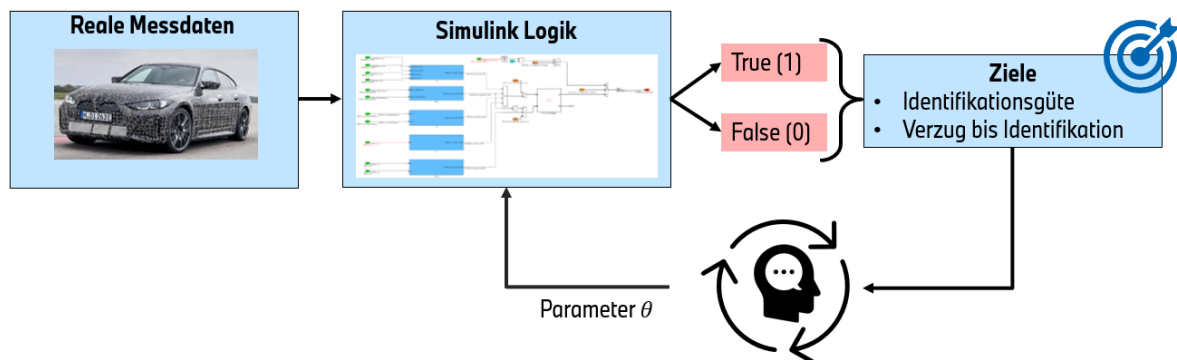 Reale Messdaten
Simulink Logik
True (1)
False (0)
Ziele
• Identifikationsgüte
• Verzug bis Identifikation
Parameter θ